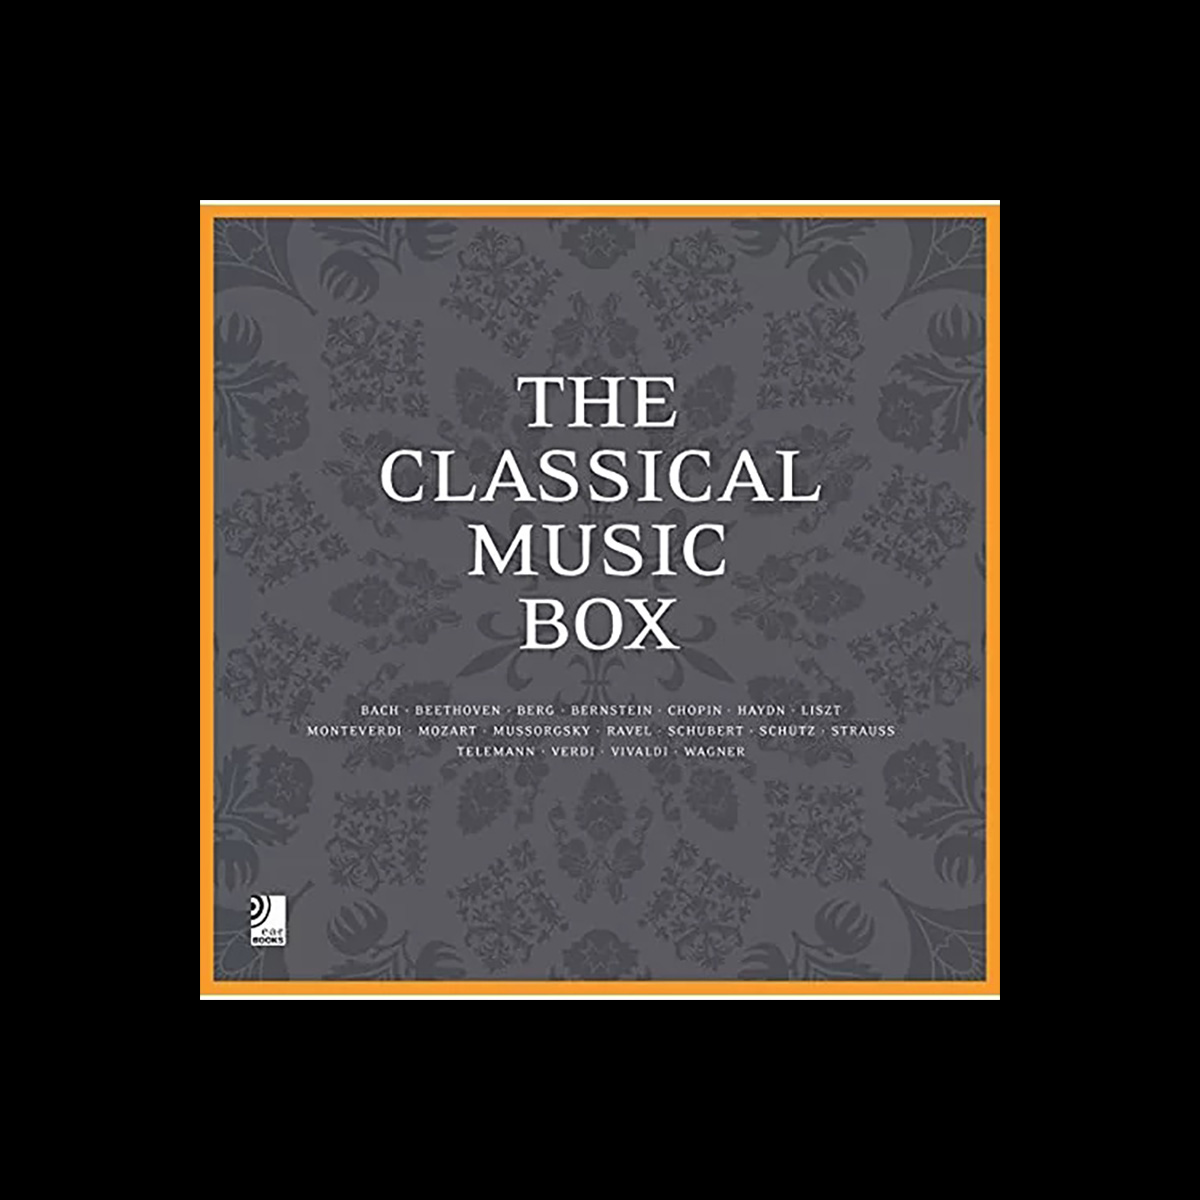 THE
CLASSICAL
MUSIC
BOX
BACH · BEETHOVEN · BERG · BERNSTEIN · CHOPIN · HAYDN · LISZT
MONTEVERDI · MOZART · MUSSORGSKY · RAVEL · SCHUBERT · SCHÜTZ · STRAUSS
TELEMANN · VERDI · VIVALDI · WAGNER
ear
BOOKS